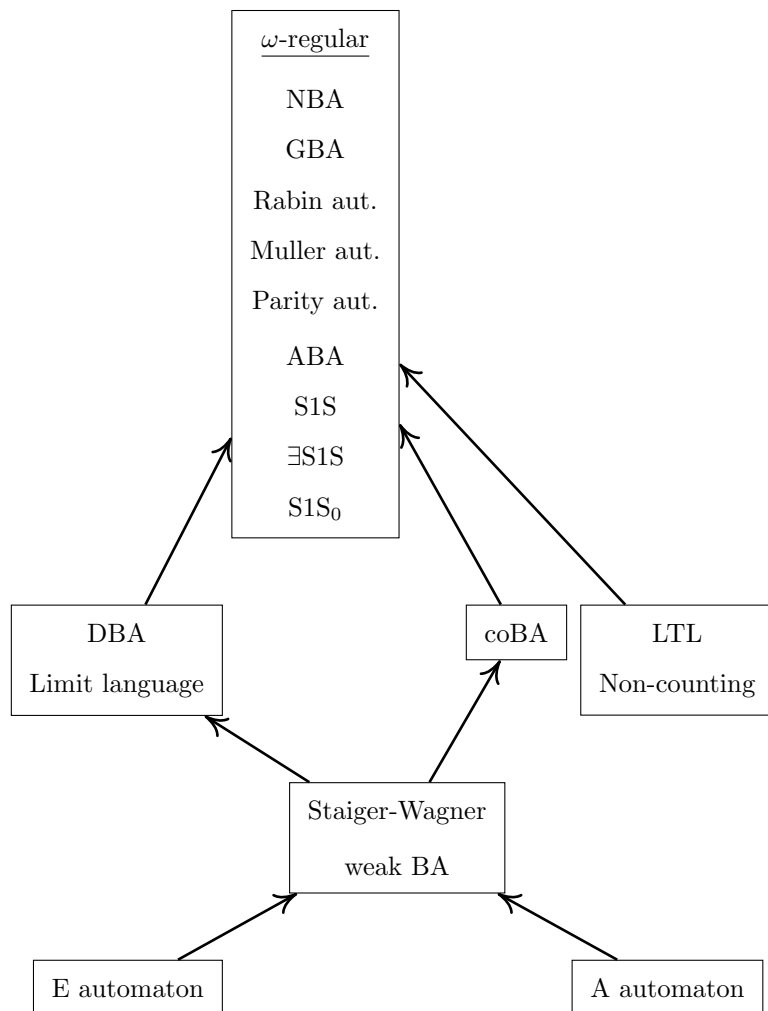 ω-regular
NBA
GBA
Rabin aut.
Muller aut.
Parity aut.
ABA
S1S
∃S1S
S1S₀
DBA
Limit language
coBA
LTL
Non-counting
Staiger-Wagner
weak BA
E automaton
A automaton